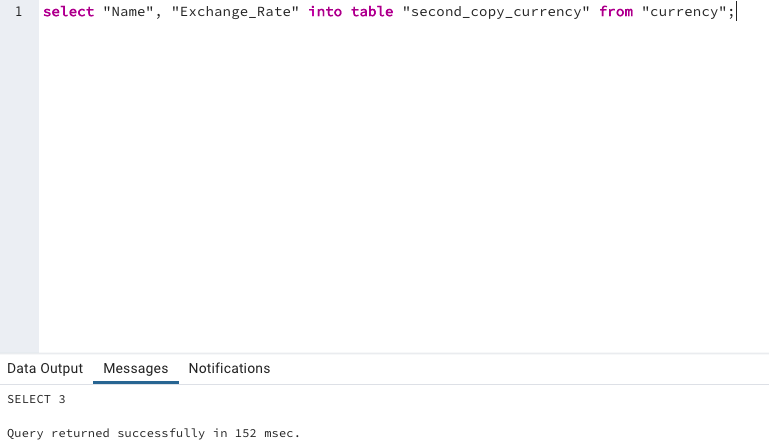 1 select "Name", "Exchange_Rate" into table "second_copy_currency" from "currency";
Data Output Messages Notifications
SELECT 3
Query returned successfully in 152 msec.